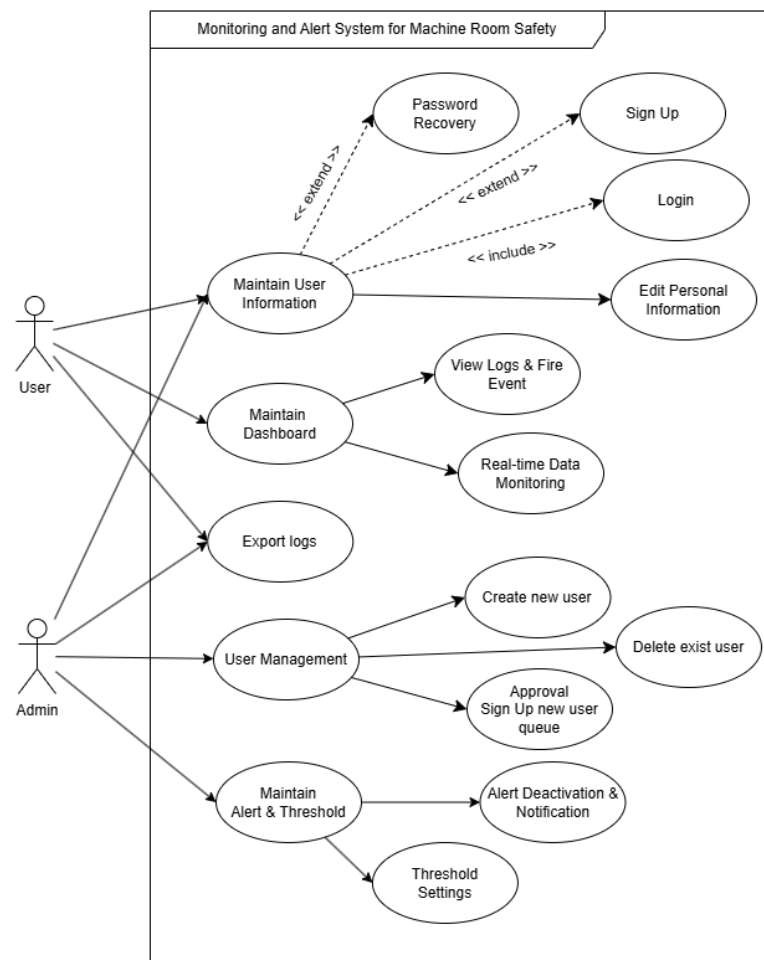 Monitoring and Alert System for Machine Room Safety
Password
Recovery
Sign Up
<< extend >>
<< extend >>
Login
<< include >>
Maintain User
Information
Edit Personal
Information
User
View Logs & Fire
Event
Maintain
Dashboard
Real-time Data
Monitoring
Export logs
Create new user
User Management
Delete exist user
Admin
Approval
Sign Up new user
queue
Maintain
Alert & Threshold
Alert Deactivation &
Notification
Threshold
Settings